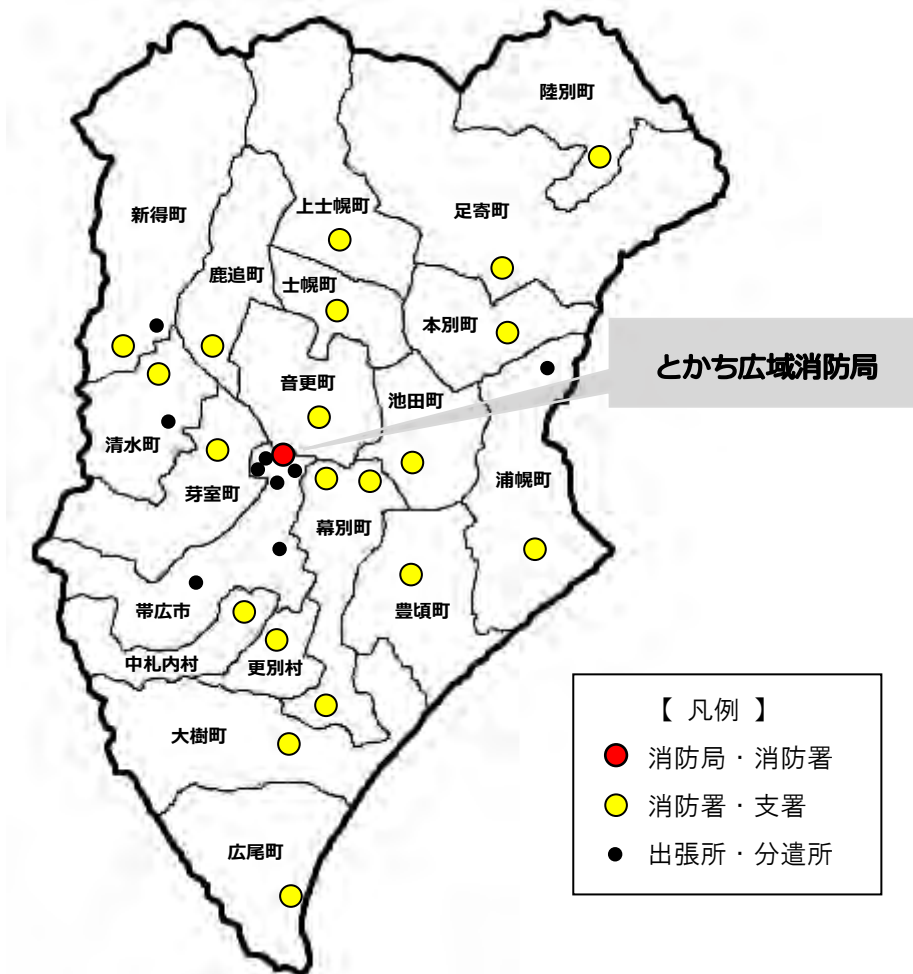 陸別町
新得町
上士幌町
足寄町
鹿追町
士幌町
本別町
とかち広域消防局
音更町
池田町
清水町
浦幌町
芽室町
幕別町
帯広市
豊頃町
中札内村
更別村
大樹町
広尾町
【 凡例 】
消防局・消防署
消防署・支署
出張所・分遣所